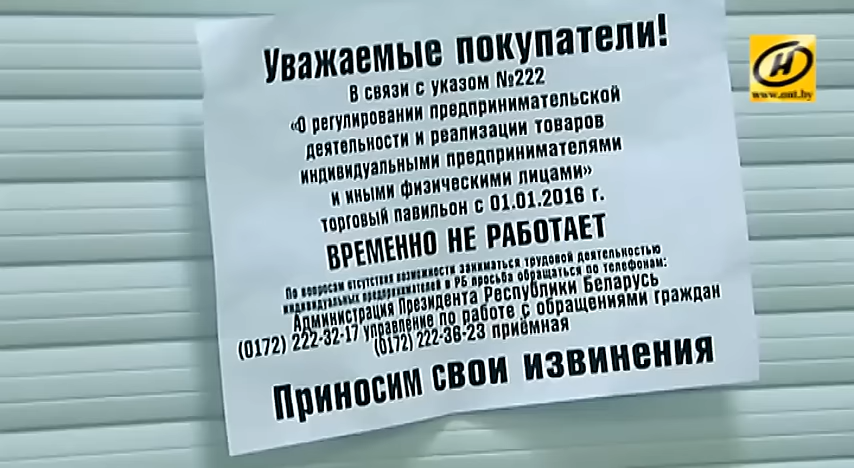 Уважаемые покупатели!
В связи с указом №222
«О регулировании предпринимательской
деятельности и реализации товаров
индивидуальными предпринимателями
и иными физическими лицами»
торговый павильон с 01.01.2016 г.
ВРЕМЕННО НЕ РАБОТАЕТ
По вопросам отсутствия возможности заниматься трудовой деятельностью
индивидуальных предпринимателей в РБ просьба обращаться по телефонам:
Администрация Президента Республики Беларусь
(0172) 222-32-17 управление по работе с обращениями граждан
(0172) 222-36-23 приёмная
Приносим свои извинения
www.ont.by